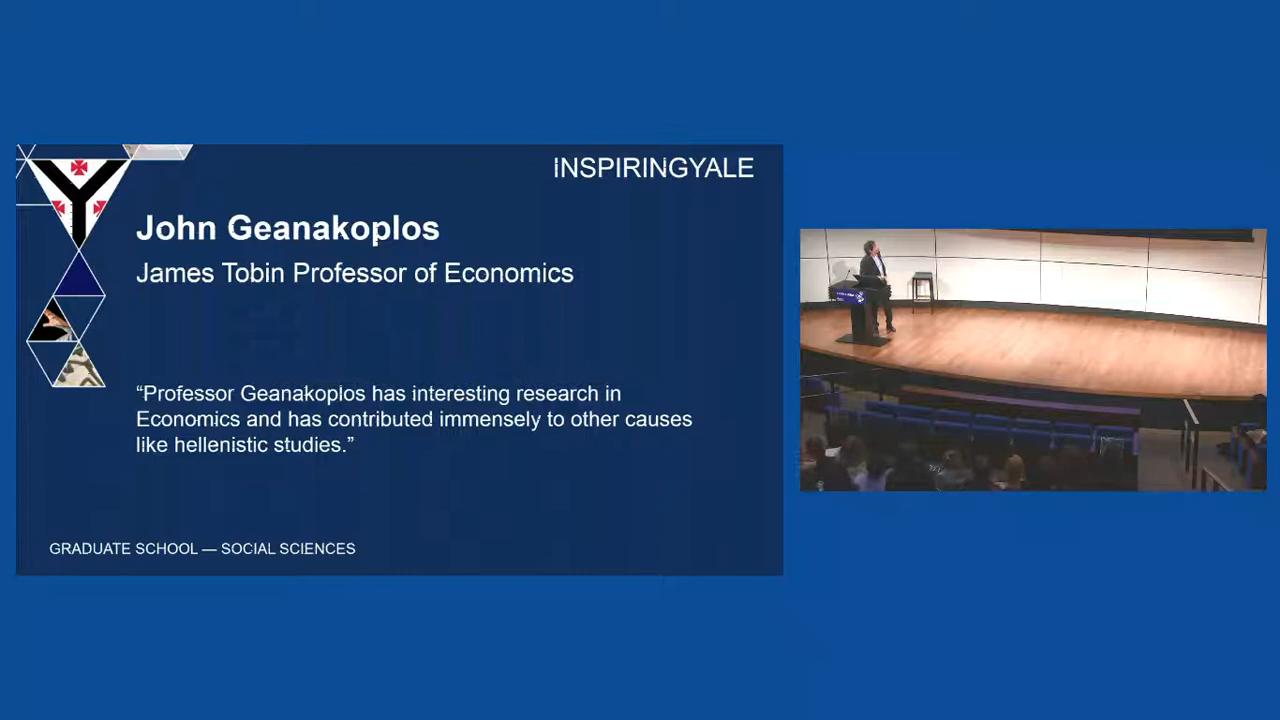 INSPIRINGYALE
John Geanakoplos
James Tobin Professor of Economics
“Professor Geanakoplos has interesting research in
Economics and has contributed immensely to other causes
like hellenistic studies.”
GRADUATE SCHOOL — SOCIAL SCIENCES